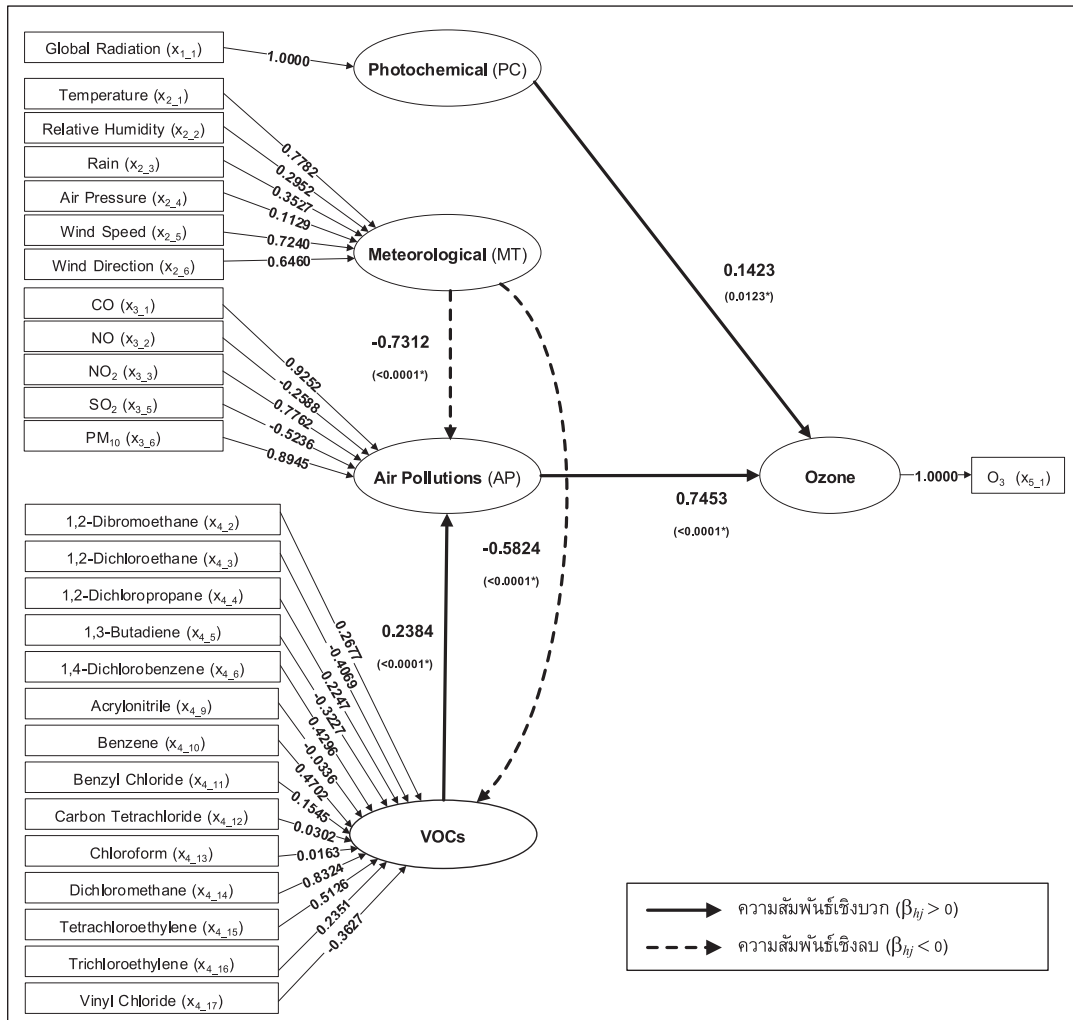 Global Radiation (x1_1)
1.0000
Photochemical (PC)
Temperature (x2_1)
Relative Humidity (x2_2)
Rain (x2_3)
Air Pressure (x2_4)
Wind Speed (x2_5)
Wind Direction (x2_6)
0.7782
0.2952
0.3527
0.1129
0.7240
0.6460
Meteorological (MT)
0.1423
(0.0123*)
-0.7312
(<0.0001*)
CO (x3_1)
NO (x3_2)
NO2 (x3_3)
SO2 (x3_5)
PM10 (x3_6)
0.9252
-0.2588
0.7762
-0.5236
0.8945
Air Pollutions (AP)
0.7453
(<0.0001*)
Ozone
1.0000
O3 (x5_1)
-0.5824
(<0.0001*)
0.2384
(<0.0001*)
1,2-Dibromoethane (x4_2)
1,2-Dichloroethane (x4_3)
1,2-Dichloropropane (x4_4)
1,3-Butadiene (x4_5)
1,4-Dichlorobenzene (x4_6)
Acrylonitrile (x4_9)
Benzene (x4_10)
Benzyl Chloride (x4_11)
Carbon Tetrachloride (x4_12)
Chloroform (x4_13)
Dichloromethane (x4_14)
Tetrachloroethylene (x4_15)
Trichloroethylene (x4_16)
Vinyl Chloride (x4_17)
0.2677
-0.4069
0.2247
-0.3227
0.4296
-0.0336
0.4702
0.1545
0.0302
0.0163
0.8324
0.5126
0.2351
-0.3627
VOCs
ความสัมพันธ์เชิงบวก (βhj > 0)
ความสัมพันธ์เชิงลบ (βhj < 0)